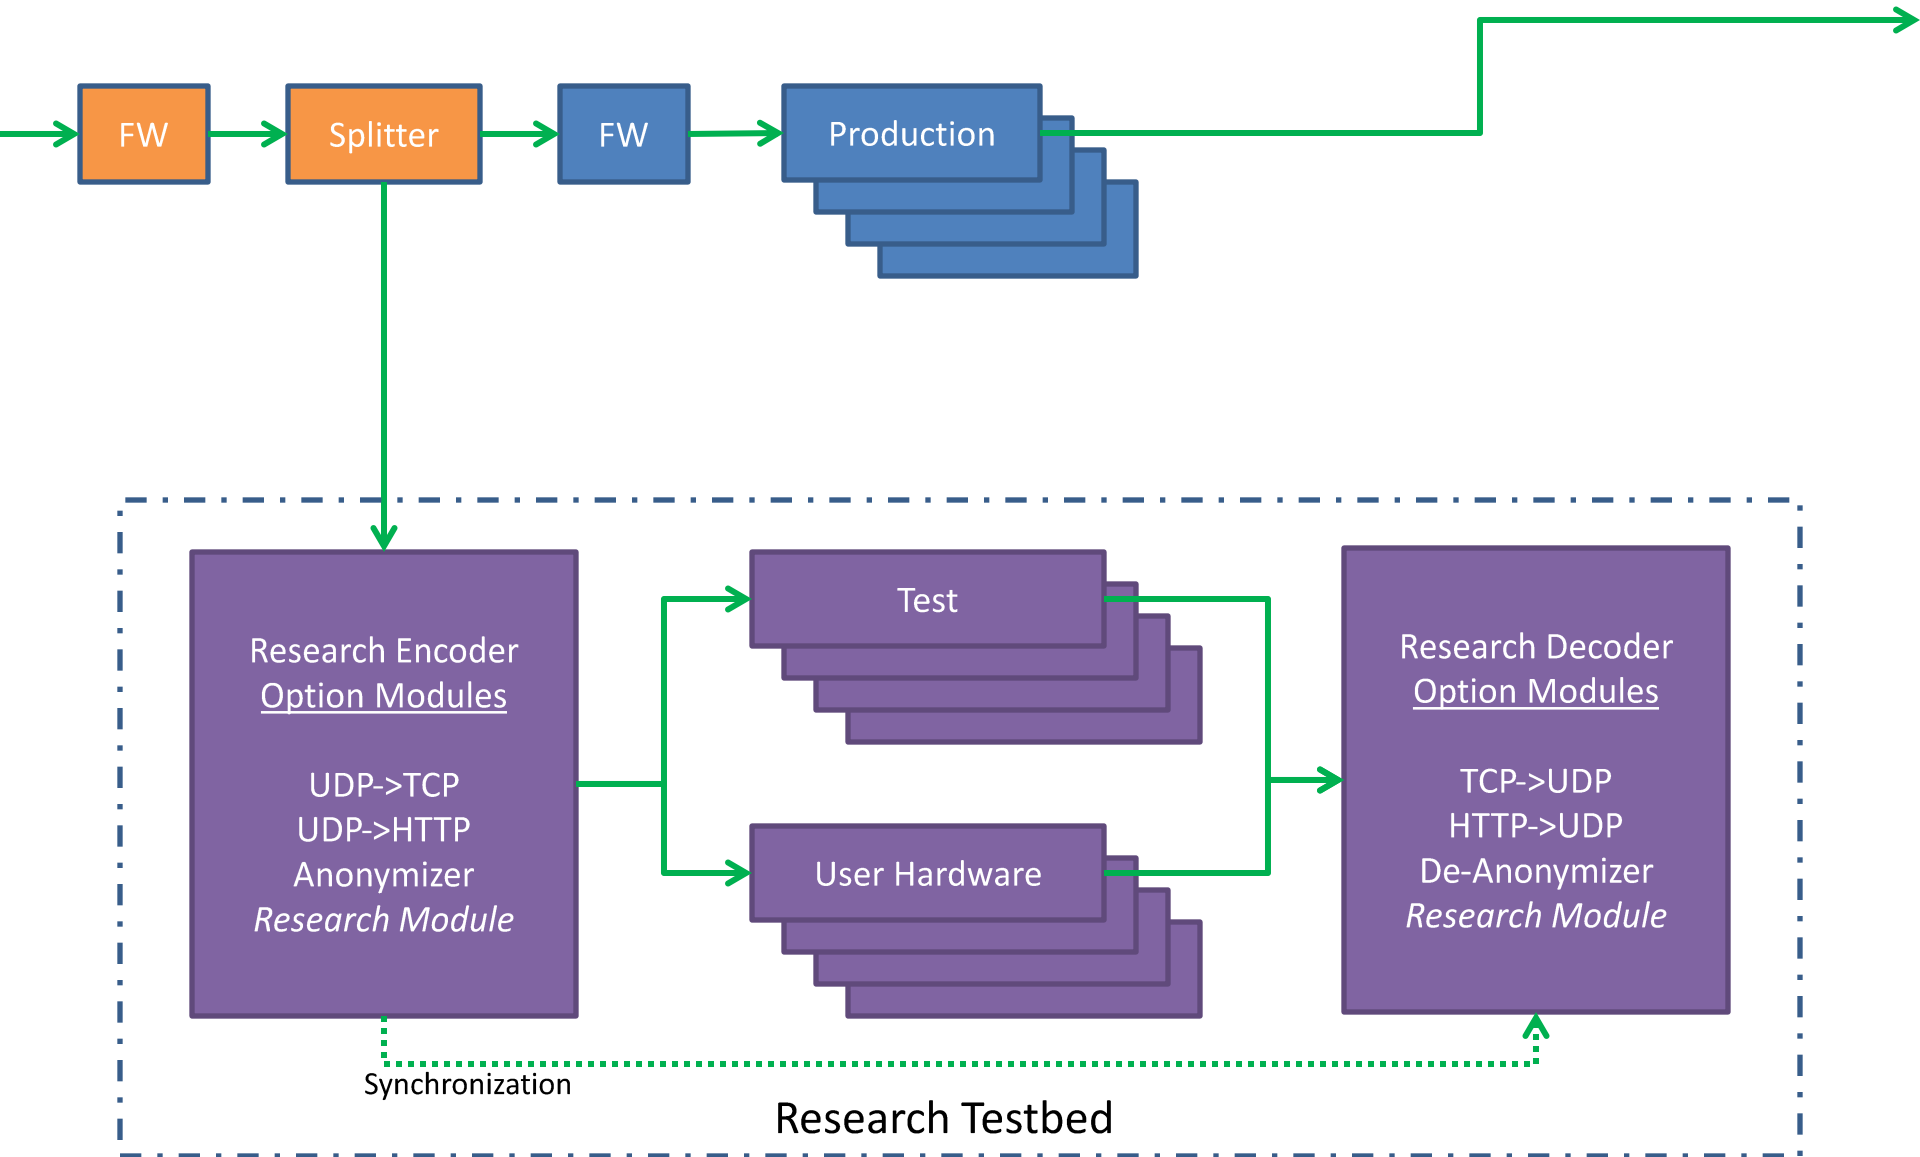 FW
Splitter
FW
Production
Research Encoder
Option Modules
UDP->TCP
UDP->HTTP
Anonymizer
Research Module
Test
User Hardware
Research Decoder
Option Modules
TCP->UDP
HTTP->UDP
De-Anonymizer
Research Module
Synchronization
Research Testbed